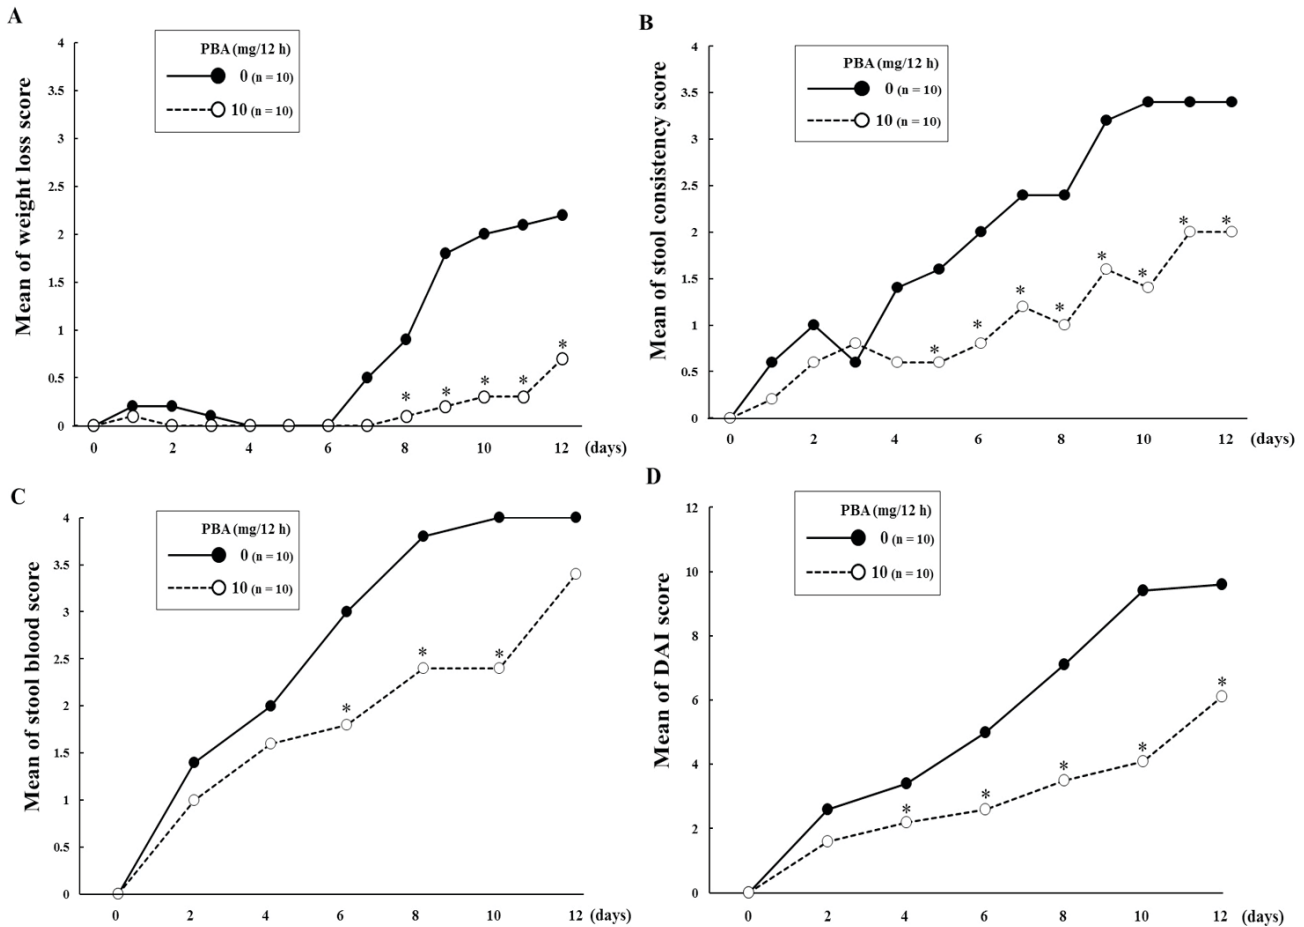 A
PBA (mg/12 h)
0 (n = 10)
10 (n = 10)
Mean of weight loss score
4
3.5
3
2.5
2
1.5
1
0.5
0
* * * * *
0 2 4 6 8 10 12 (days)
B
PBA (mg/12 h)
0 (n = 10)
10 (n = 10)
Mean of stool consistency score
4
3.5
3
2.5
2
1.5
1
0.5
0
* * * * * * * *
0 2 4 6 8 10 12 (days)
C
PBA (mg/12 h)
0 (n = 10)
10 (n = 10)
Mean of stool blood score
4
3.5
3
2.5
2
1.5
1
0.5
0
* * *
0 2 4 6 8 10 12 (days)
D
PBA (mg/12 h)
0 (n = 10)
10 (n = 10)
Mean of DAI score
12
10
8
6
4
2
0
* * * * *
0 2 4 6 8 10 12 (days)